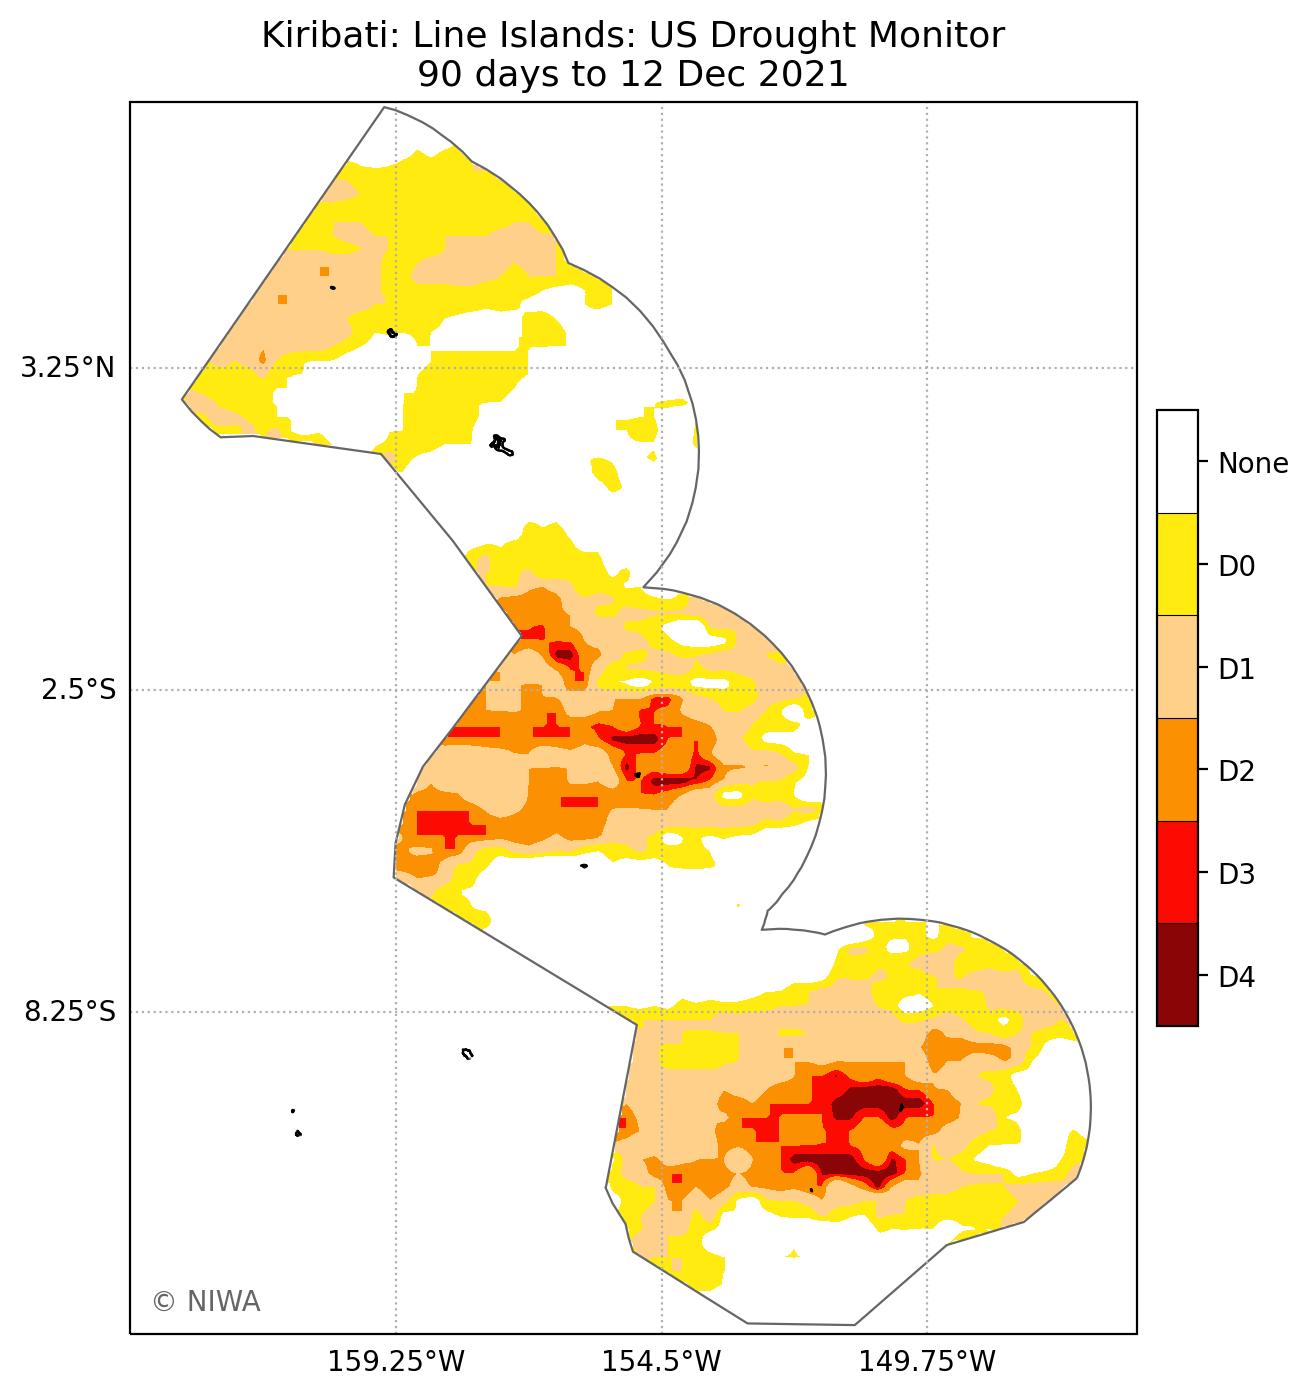 Kiribati: Line Islands: US Drought Monitor
90 days to 12 Dec 2021
3.25°N
2.5°S
8.25°S
159.25°W
154.5°W
149.75°W
None
D0
D1
D2
D3
D4
© NIWA